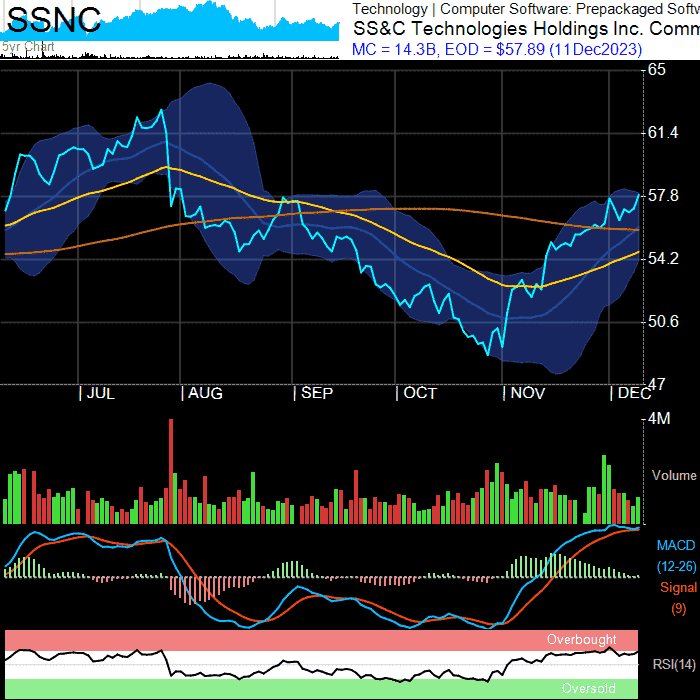 SSNC
5yr Chart
Technology | Computer Software: Prepackaged Softw
SS&C Technologies Holdings Inc. Comm
MC = 14.3B, EOD = $57.89 (11Dec2023)
65
61.4
57.8
54.2
50.6
47
JUL
AUG
SEP
OCT
NOV
DEC
4M
Volume
MACD
(12-26)
Signal
(9)
Overbought
RSI(14)
Oversold